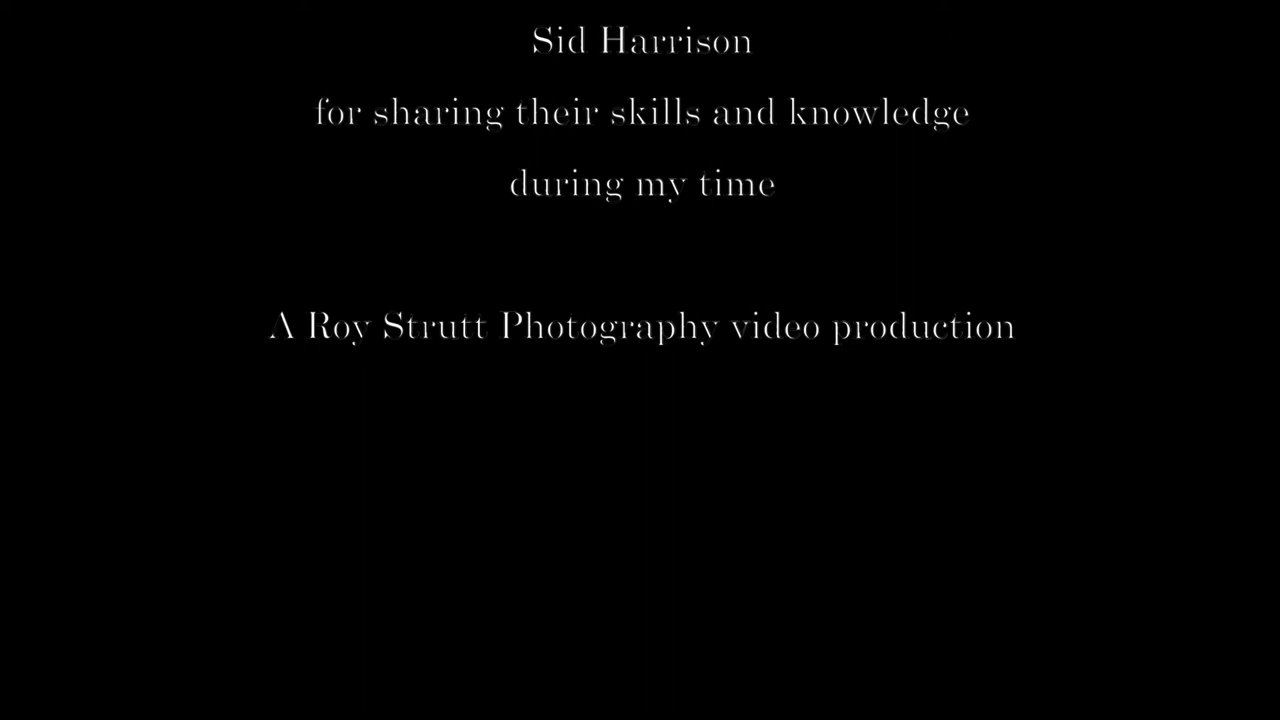 Sid Harrison
for sharing their skills and knowledge
during my time
A Roy Strutt Photography video production